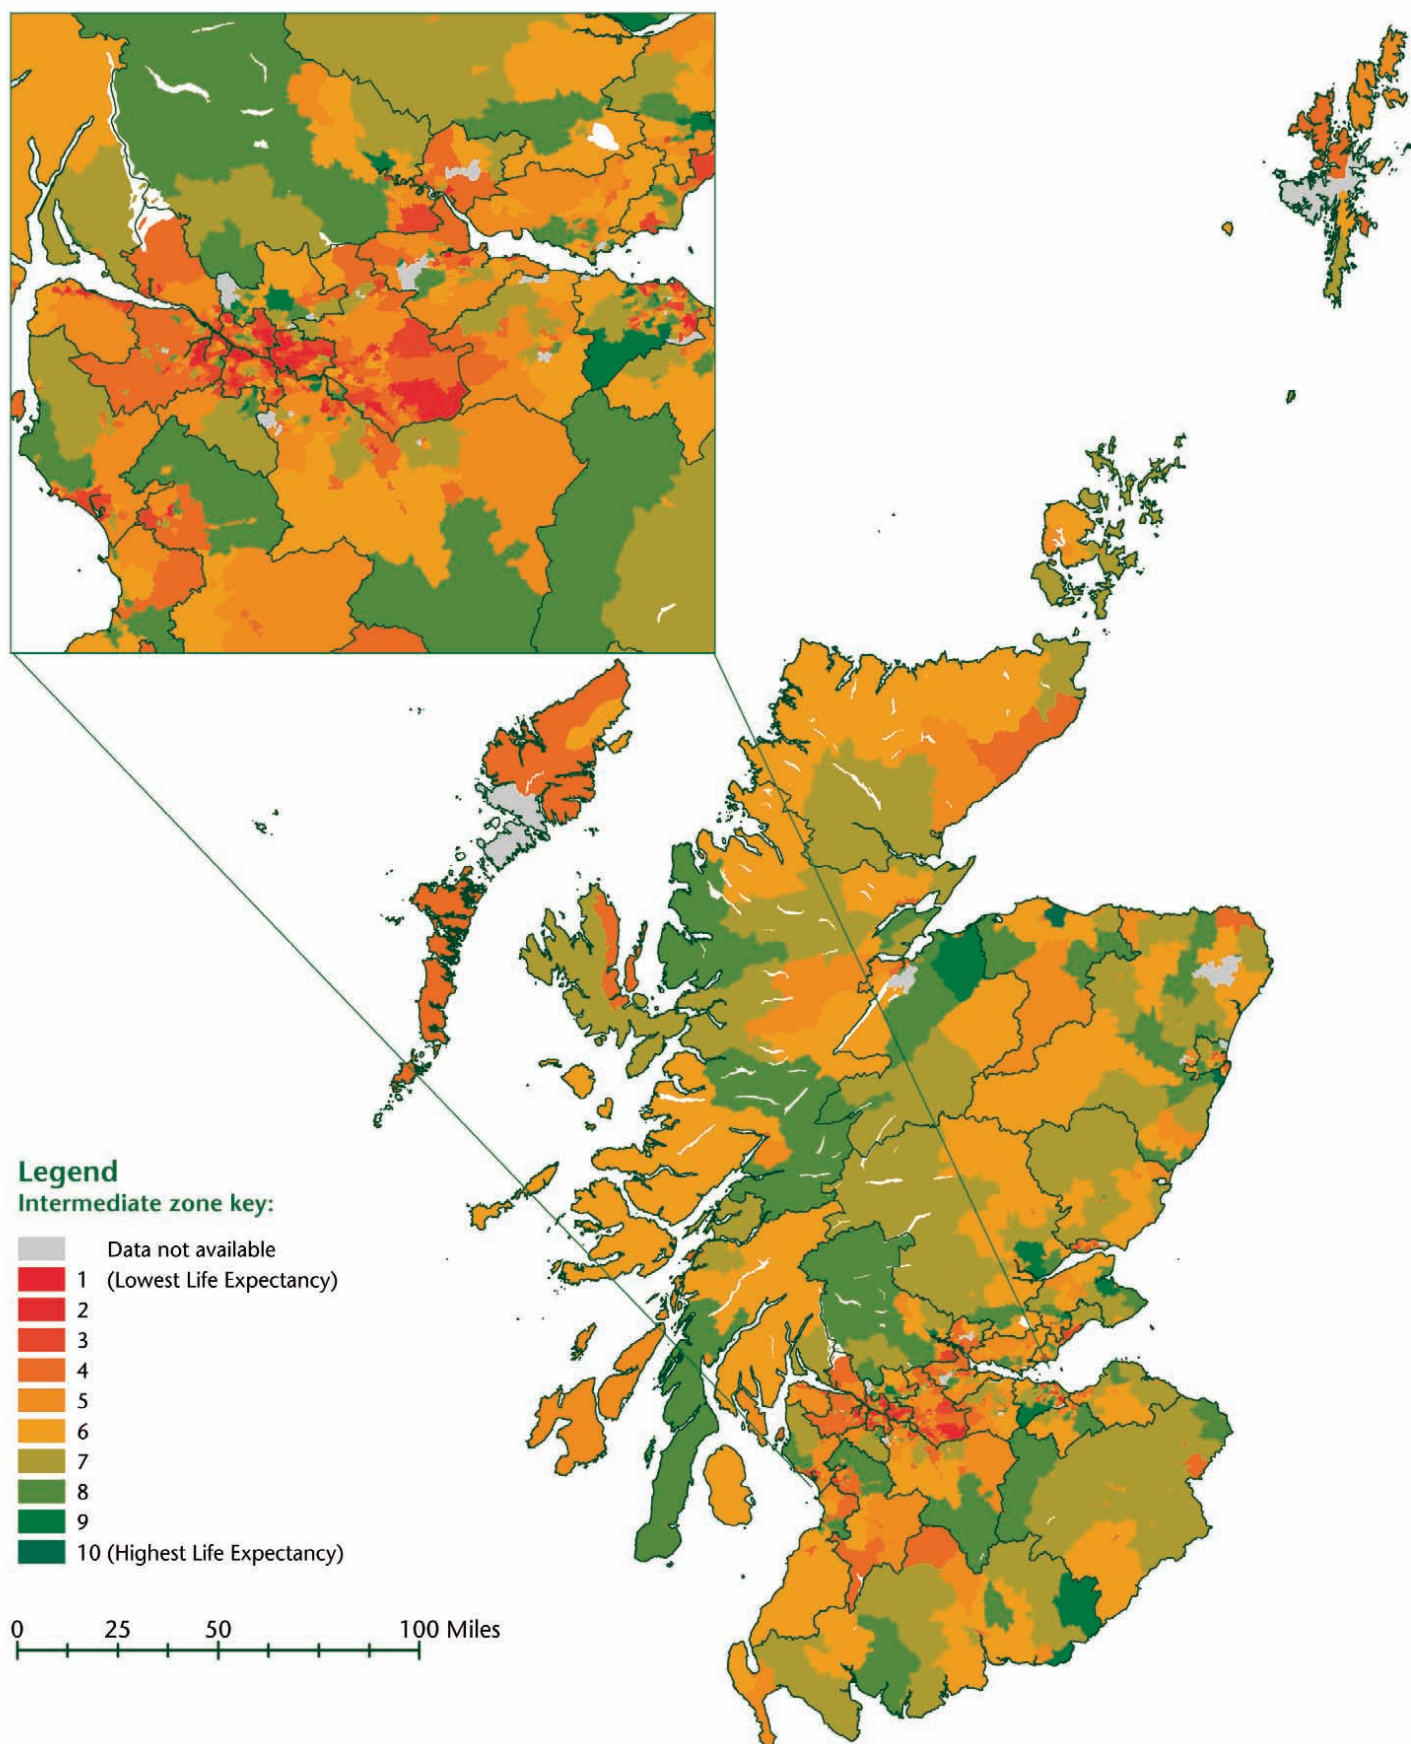 Legend
Intermediate zone key:
Data not available
1 (Lowest Life Expectancy)
2
3
4
5
6
7
8
9
10 (Highest Life Expectancy)
0 25 50 100 Miles